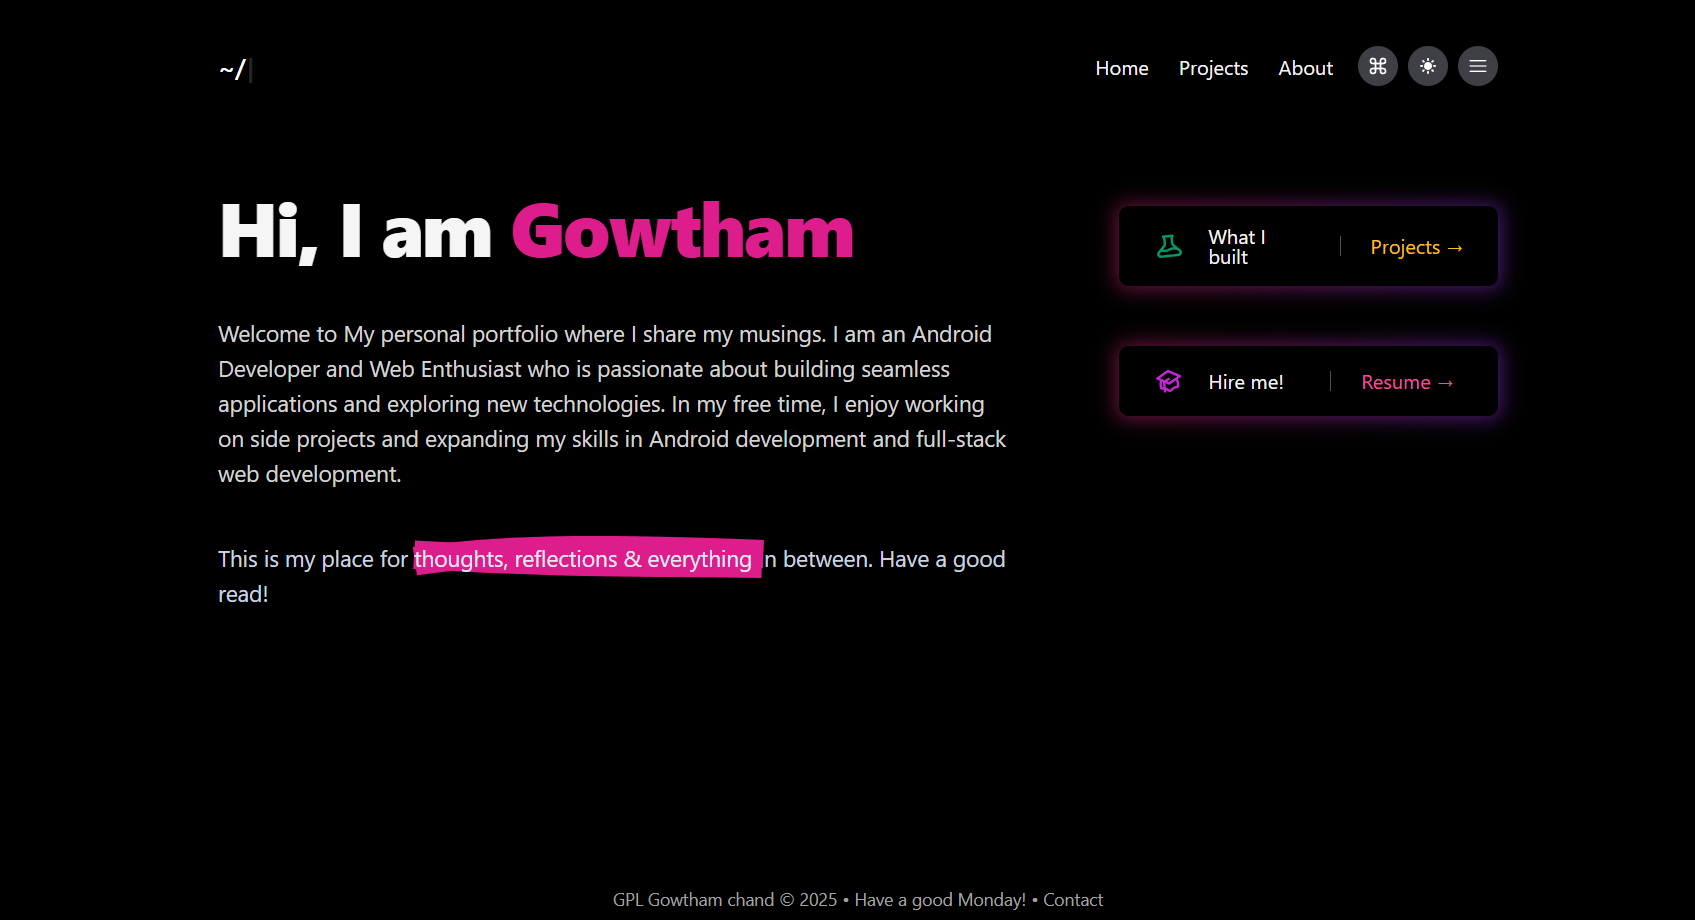 ~/
Home Projects About
Hi, I am Gowtham
Welcome to My personal portfolio where I share my musings. I am an Android
Developer and Web Enthusiast who is passionate about building seamless
applications and exploring new technologies. In my free time, I enjoy working
on side projects and expanding my skills in Android development and full-stack
web development.
This is my place for thoughts, reflections & everything n between. Have a good
read!
What I
built
Projects →
Hire me!
Resume →
GPL Gowtham chand © 2025 • Have a good Monday! • Contact